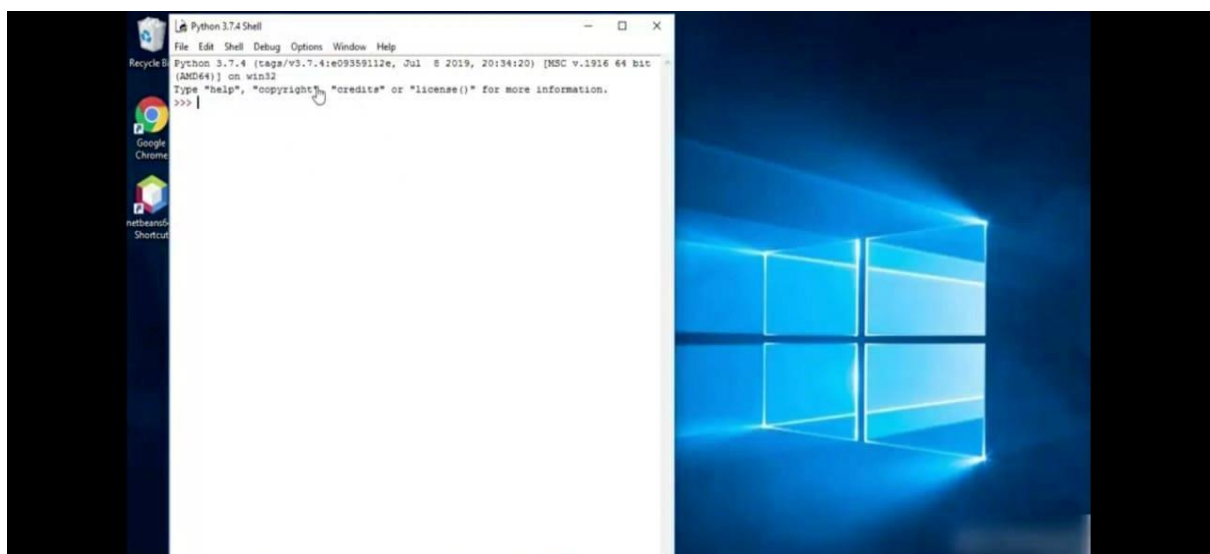 Python 3.7.4 Shell
File Edit Shell Debug Options Window Help
Python 3.7.4 (tags/v3.7.4:e09359112e, Jul 8 2019, 20:34:20) [MSC v.1916 64 bit
(AMD64)] on win32
Type "help", "copyright", "credits" or "license()" for more information.
>>>
Recycle B
Google
Chrome
netbeans6
Shortcut